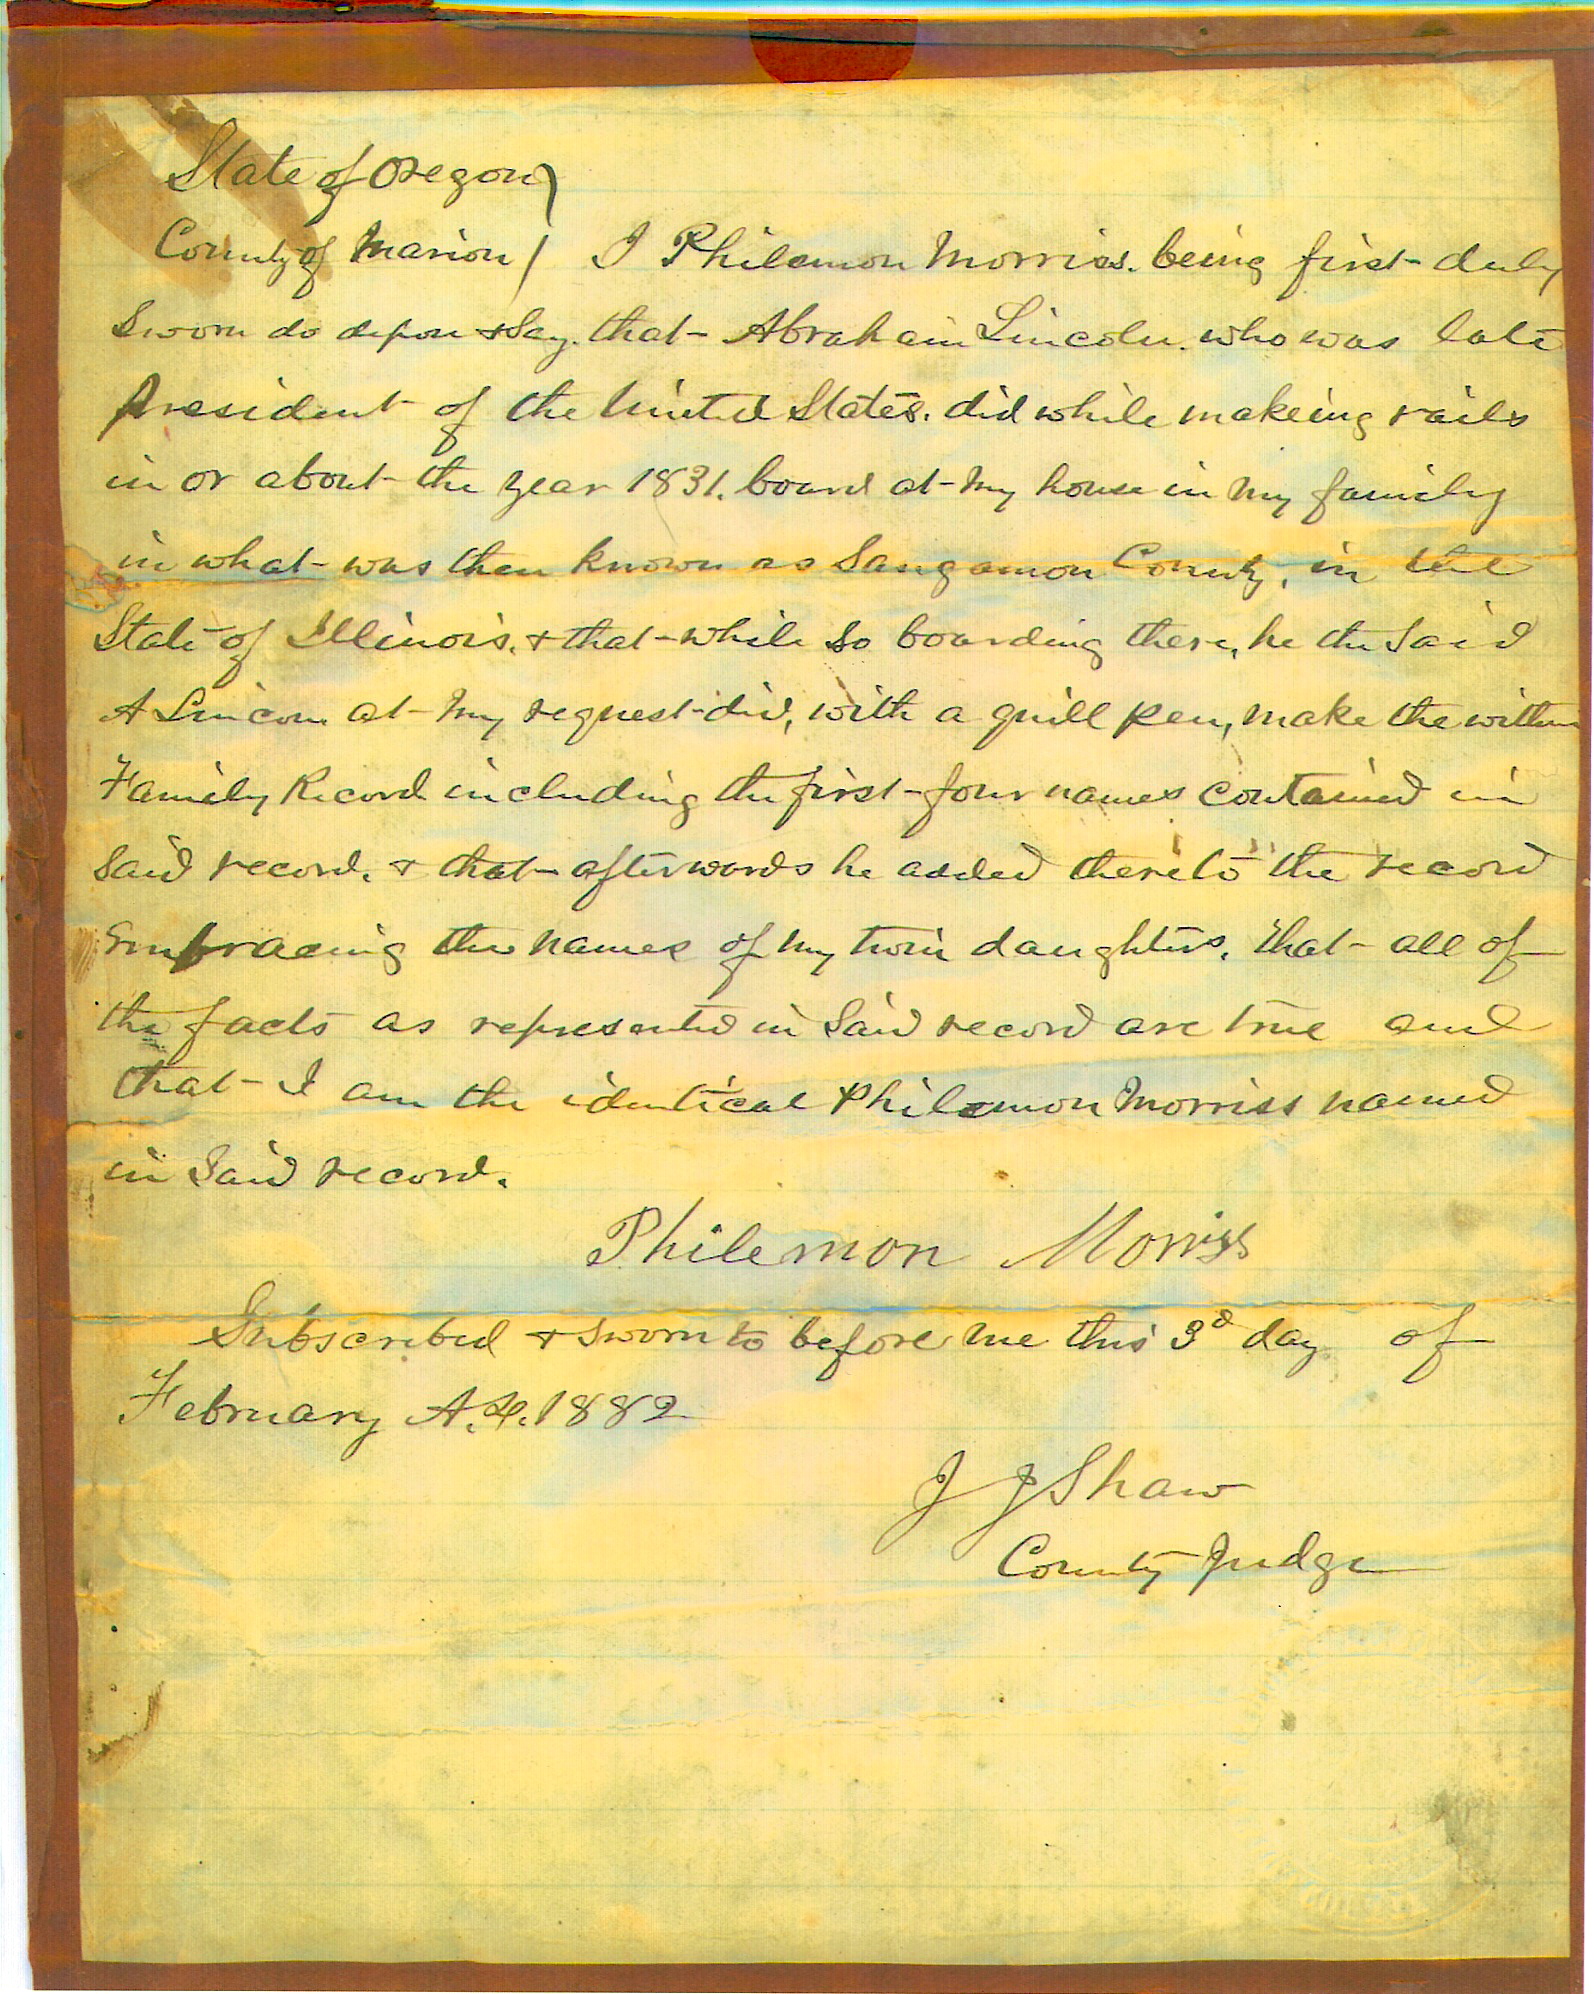 State of Oregon )
County of Marion ) I Philemon Morriss. being first duly
Sworn do depose & Say. that Abraham Lincoln. who was late
President of the United States. did while makeing rails
in or about the year 1831. board at my house in my family
in what was then known as Sangamon County, in the
State of Illinois. & that while so boarding there, he the Said
A Lincoln at my request did, with a quill pen, make the within
Family Record including the first four names contained in
Said record. & that afterwords he added thereto the record
Embracing the names of my twin daughters. that all of
the facts as represented in Said record are true and
that I am the identical Philemon Morriss named
in Said record.
Philemon Morriss
Subscribed & Sworn to before me this 3d day of
February A.D. 1882
J J Shaw
County Judge